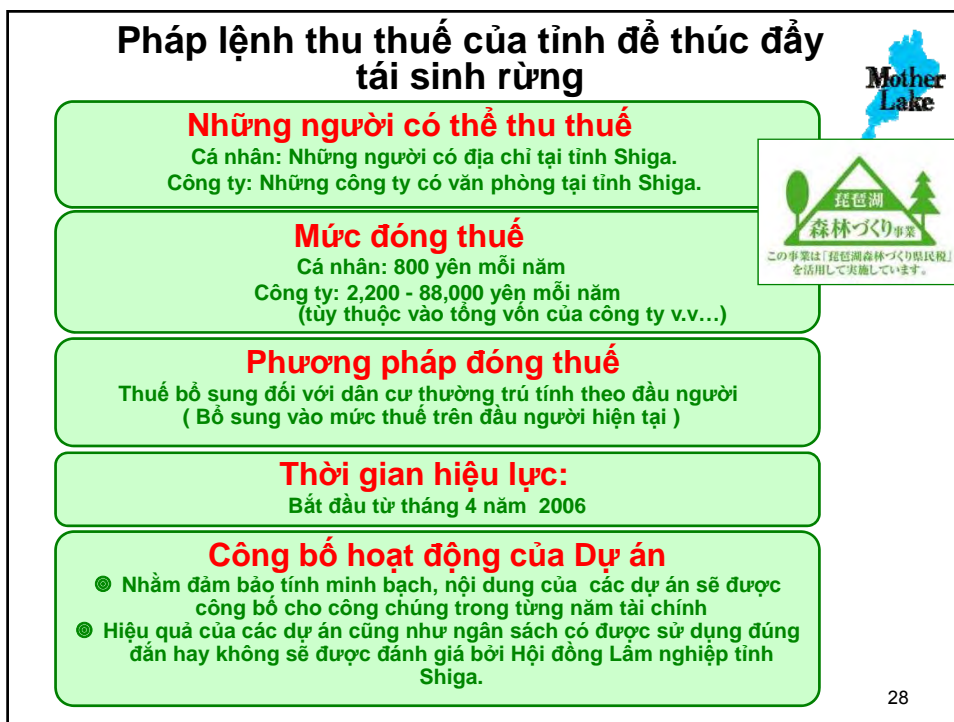 Pháp lệnh thu thuế của tỉnh để thúc đẩy
tái sinh rừng
Mother
Lake
Những người có thể thu thuế
Cá nhân: Những người có địa chỉ tại tỉnh Shiga.
Công ty: Những công ty có văn phòng tại tỉnh Shiga.
琵琶湖
森林づくり事業
この事業は「琵琶湖森林づくり県民税」
を活用して実施しています。
Mức đóng thuế
Cá nhân: 800 yên mỗi năm
Công ty: 2,200 - 88,000 yên mỗi năm
(tùy thuộc vào tổng vốn của công ty v.v...)
Phương pháp đóng thuế
Thuế bổ sung đối với dân cư thường trú tính theo đầu người
( Bổ sung vào mức thuế trên đầu người hiện tại )
Thời gian hiệu lực:
Bắt đầu từ tháng 4 năm 2006
Công bố hoạt động của Dự án
◎ Nhằm đảm bảo tính minh bạch, nội dung của các dự án sẽ được
công bố cho công chúng trong từng năm tài chính
◎ Hiệu quả của các dự án cũng như ngân sách có được sử dụng đúng
đắn hay không sẽ được đánh giá bởi Hội đồng Lâm nghiệp tỉnh
Shiga.
28